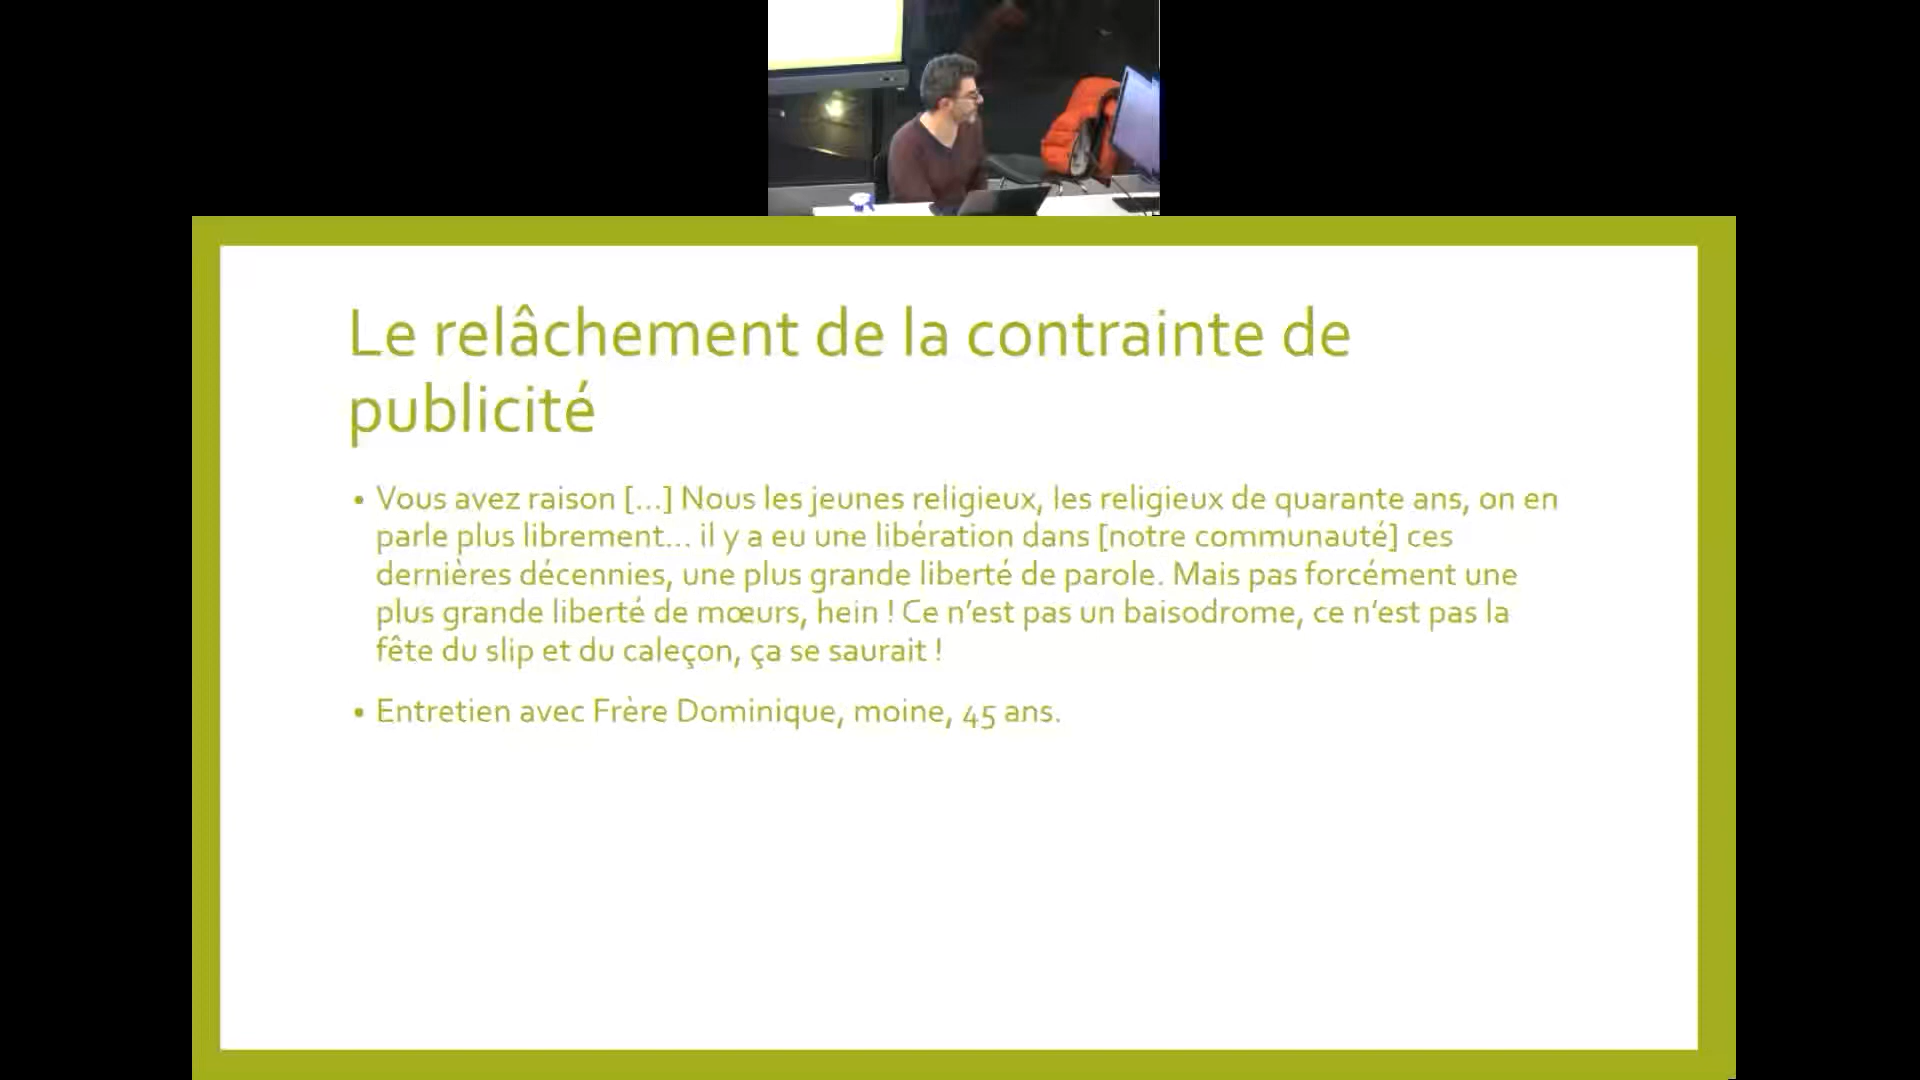 Le relâchement de la contrainte de
publicité
• Vous avez raison [...] Nous les jeunes religieux, les religieux de quarante ans, on en
parle plus librement... il y a eu une libération dans [notre communauté] ces
dernières décennies, une plus grande liberté de parole. Mais pas forcément une
plus grande liberté de mœurs, hein ! Ce n’est pas un baisodrome, ce n’est pas la
fête du slip et du caleçon, ça se saurait !
• Entretien avec Frère Dominique, moine, 45 ans.